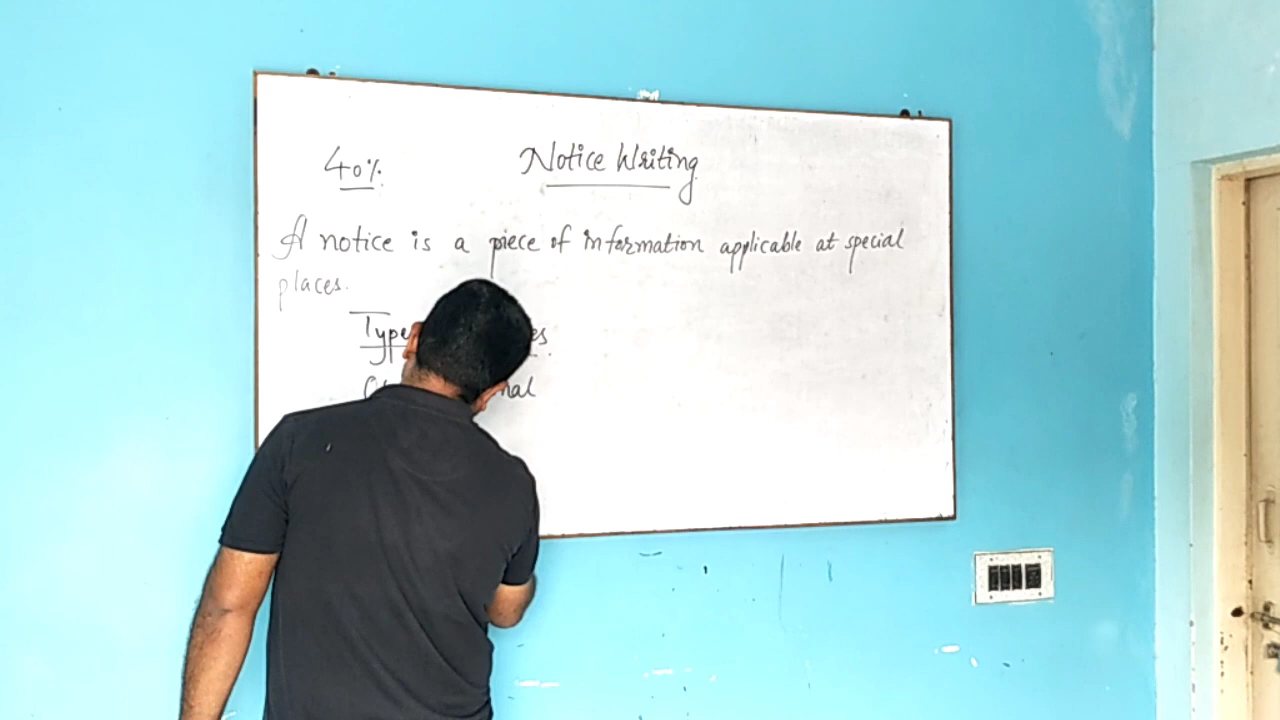 40%
Notice Writing
A notice is a piece of information applicable at special
places.